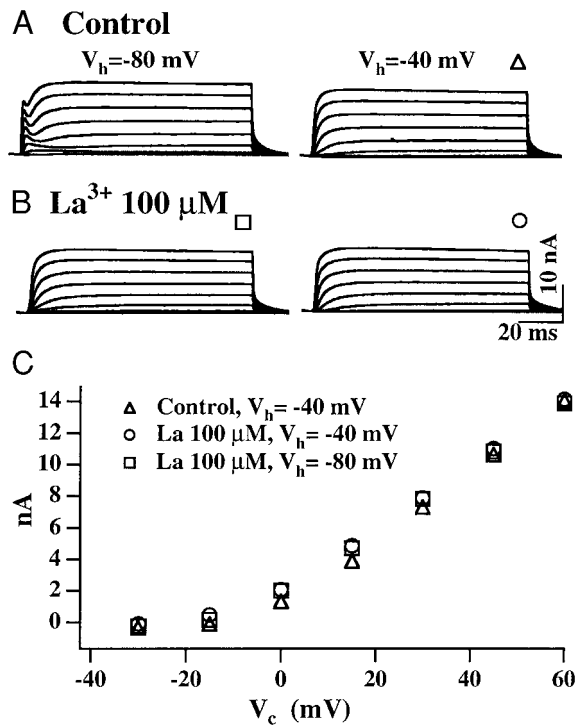 A Control
V_h=-80 mV V_h=-40 mV △
B La³⁺ 100 μM □ ○
10 nA
20 ms
C
△ Control, V_h= -40 mV
○ La 100 μM, V_h= -40 mV
□ La 100 μM, V_h= -80 mV
nA
14
12
10
8
6
4
2
0
-40 -20 0 20 40 60
V_c (mV)